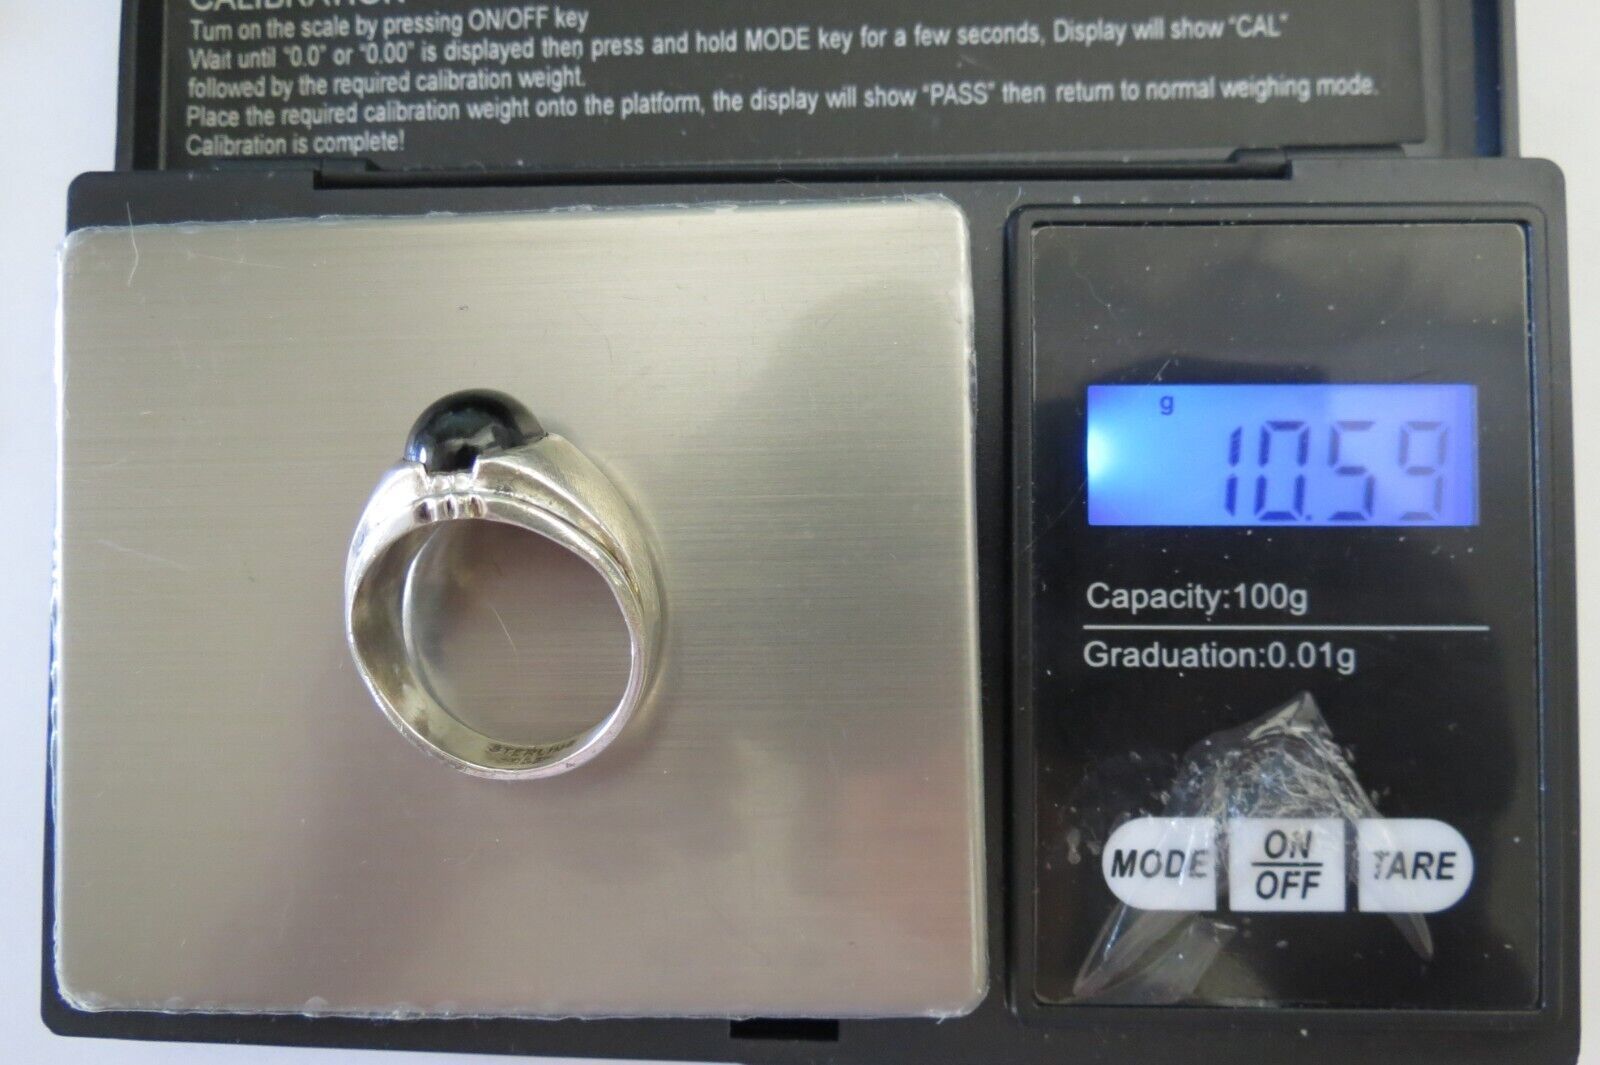 CALIBRATION
Turn on the scale by pressing ON/OFF key
Wait until "0.0" or "0.00" is displayed then press and hold MODE key for a few seconds, Display will show "CAL"
followed by the required calibration weight.
Place the required calibration weight onto the platform, the display will show "PASS" then return to normal weighing mode.
Calibration is complete!
g
10.59
Capacity:100g
Graduation:0.01g
MODE ON/OFF TARE
STERLING